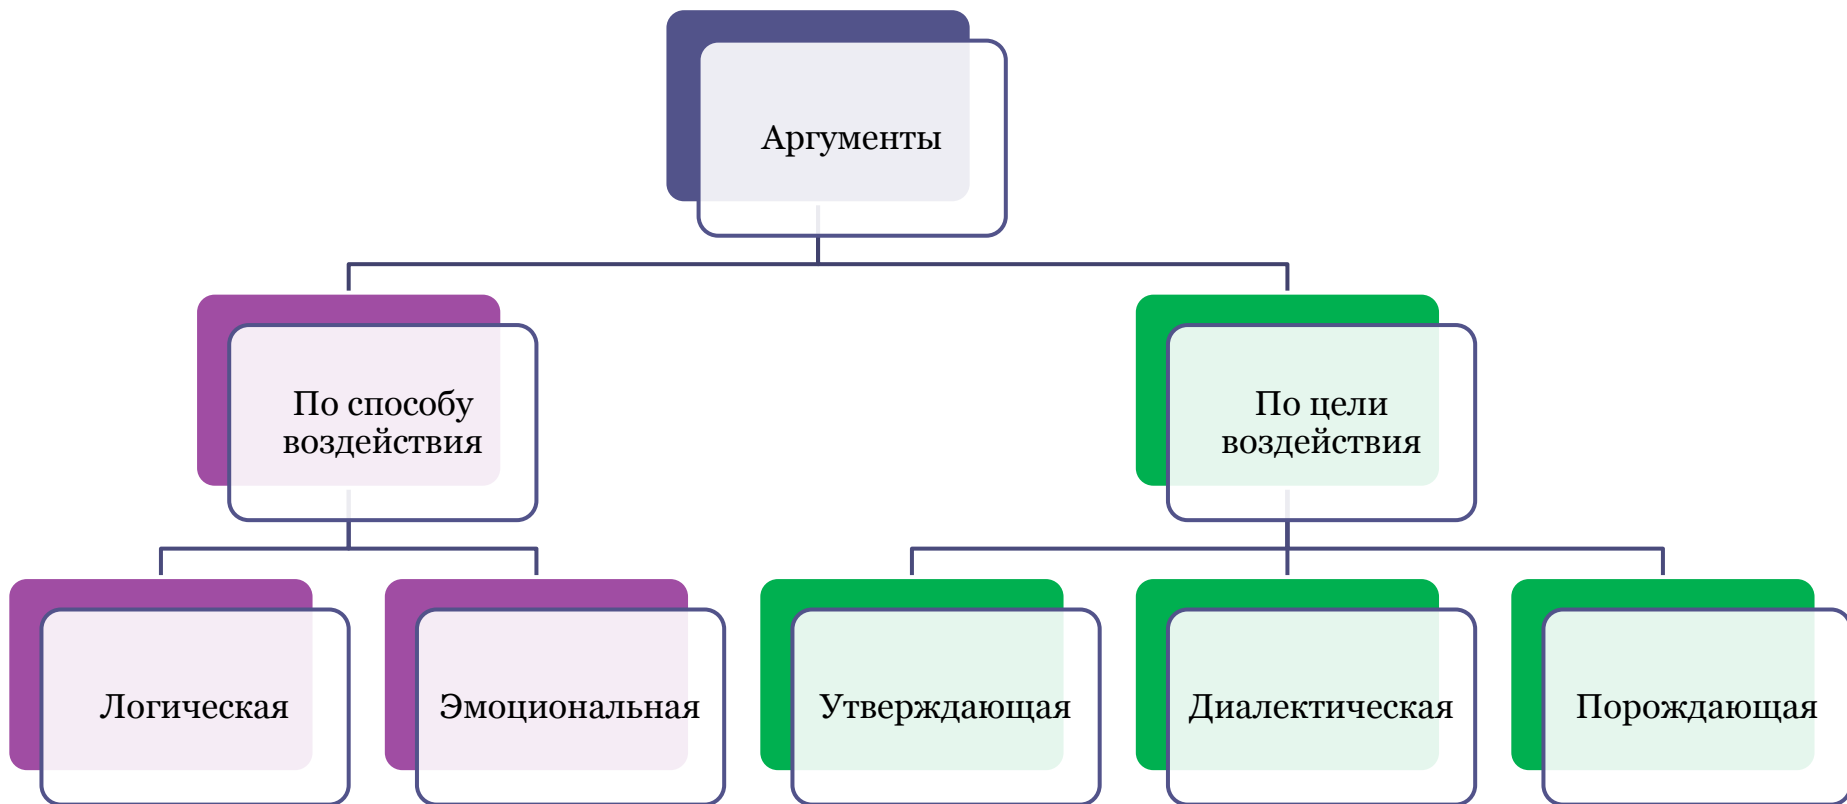 Аргументы
По способу
воздействия
По цели
воздействия
Логическая
Эмоциональная
Утверждающая
Диалектическая
Порождающая